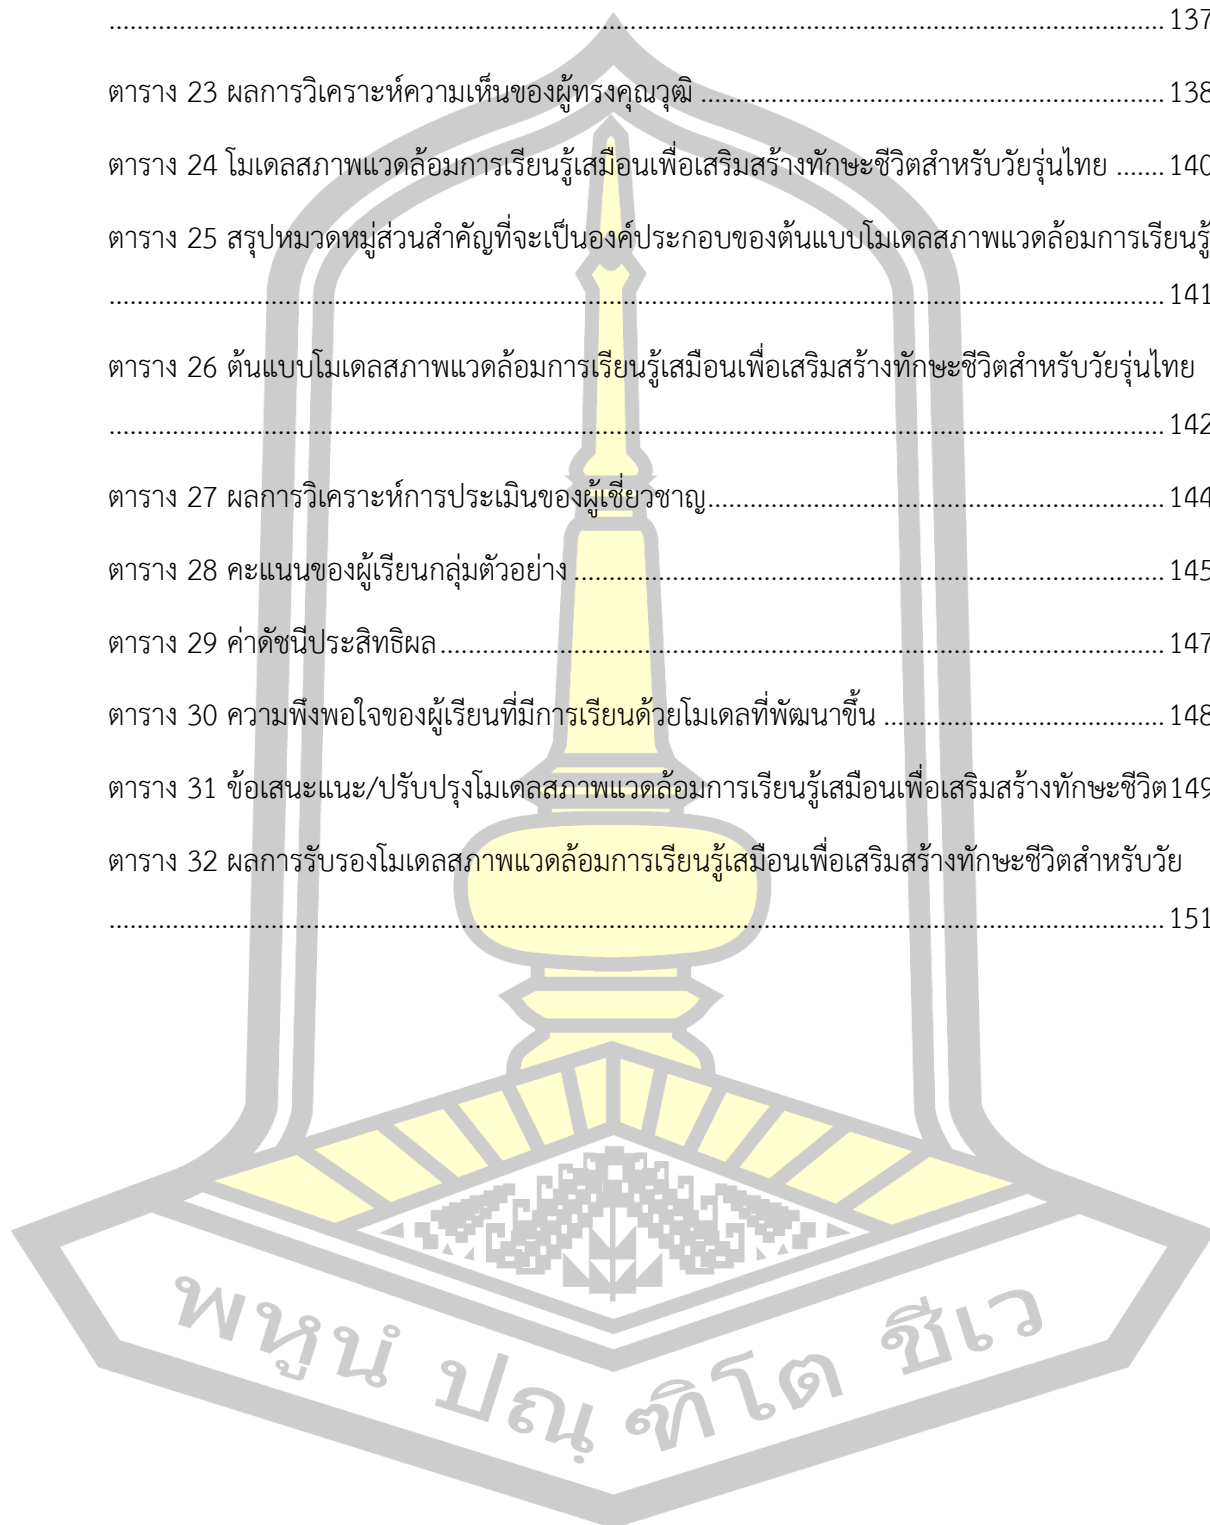 ........................................................................................................................................ 137
ตาราง 23 ผลการวิเคราะห์ความเห็นของผู้ทรงคุณวุฒิ ............................................................ 138
ตาราง 24 โมเดลสภาพแวดล้อมการเรียนรู้เสมือนเพื่อเสริมสร้างทักษะชีวิตสำหรับวัยรุ่นไทย ....... 140
ตาราง 25 สรุปหมวดหมู่ส่วนสำคัญที่จะเป็นองค์ประกอบของต้นแบบโมเดลสภาพแวดล้อมการเรียนรู้
........................................................................................................................................ 141
ตาราง 26 ต้นแบบโมเดลสภาพแวดล้อมการเรียนรู้เสมือนเพื่อเสริมสร้างทักษะชีวิตสำหรับวัยรุ่นไทย
........................................................................................................................................ 142
ตาราง 27 ผลการวิเคราะห์การประเมินของผู้เชี่ยวชาญ........................................................... 144
ตาราง 28 คะแนนของผู้เรียนกลุ่มตัวอย่าง ............................................................................ 145
ตาราง 29 ค่าดัชนีประสิทธิผล.............................................................................................. 147
ตาราง 30 ความพึงพอใจของผู้เรียนที่มีการเรียนด้วยโมเดลที่พัฒนาขึ้น .................................... 148
ตาราง 31 ข้อเสนะแนะ/ปรับปรุงโมเดลสภาพแวดล้อมการเรียนรู้เสมือนเพื่อเสริมสร้างทักษะชีวิต149
ตาราง 32 ผลการรับรองโมเดลสภาพแวดล้อมการเรียนรู้เสมือนเพื่อเสริมสร้างทักษะชีวิตสำหรับวัย
........................................................................................................................................ 151
พหูนํ ปณฺ ฑิโต ชีเว